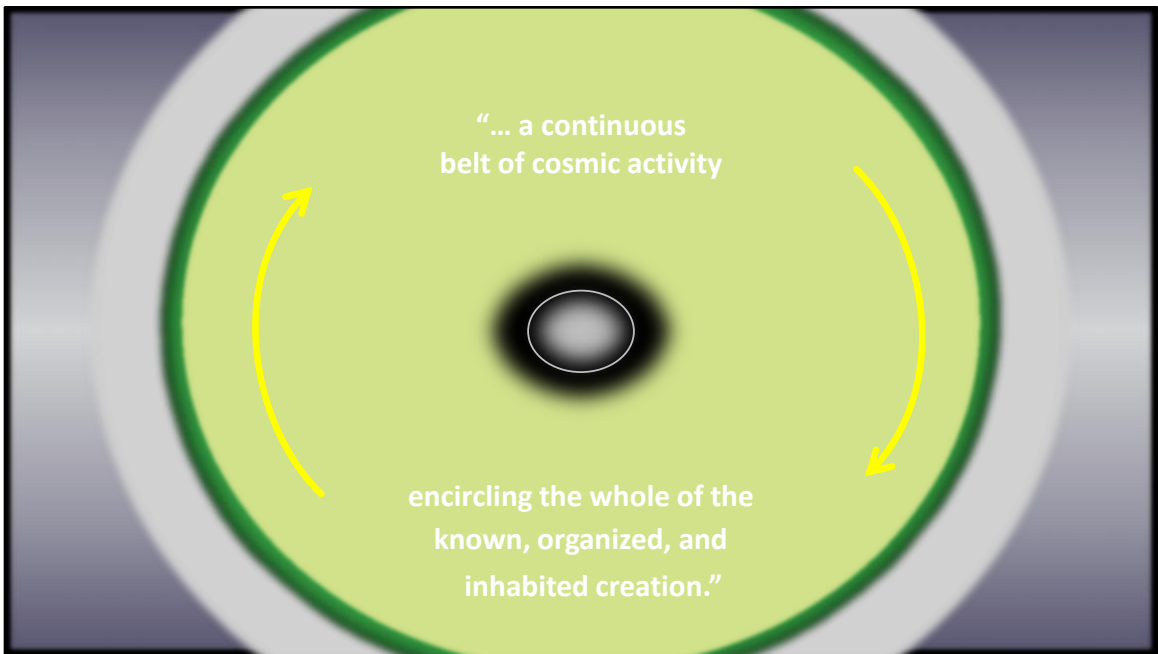 “... a continuous
belt of cosmic activity
encircling the whole of the
known, organized, and
inhabited creation.”